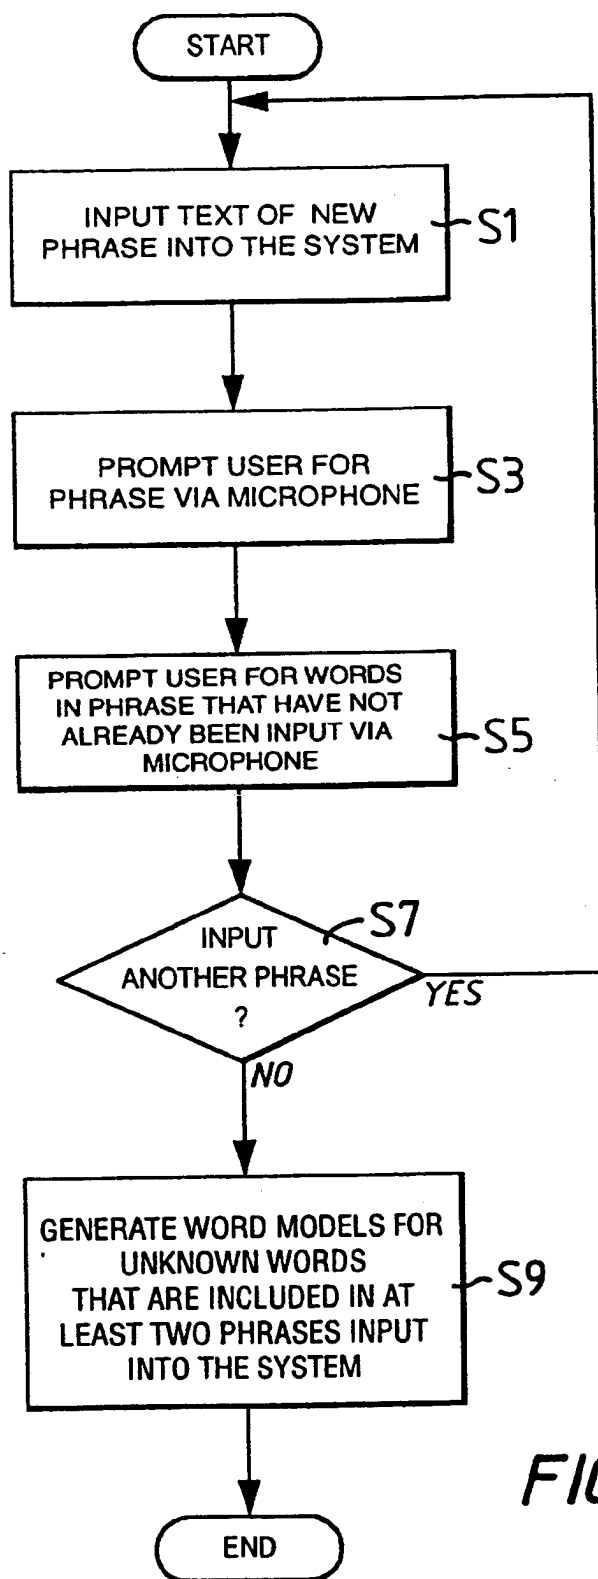 START
INPUT TEXT OF NEW
PHRASE INTO THE SYSTEM
S1
PROMPT USER FOR
PHRASE VIA MICROPHONE
S3
PROMPT USER FOR WORDS
IN PHRASE THAT HAVE NOT
ALREADY BEEN INPUT VIA
MICROPHONE
S5
S7
INPUT
ANOTHER PHRASE
?
YES
NO
GENERATE WORD MODELS FOR
UNKNOWN WORDS
THAT ARE INCLUDED IN AT
LEAST TWO PHRASES INPUT
INTO THE SYSTEM
S9
END